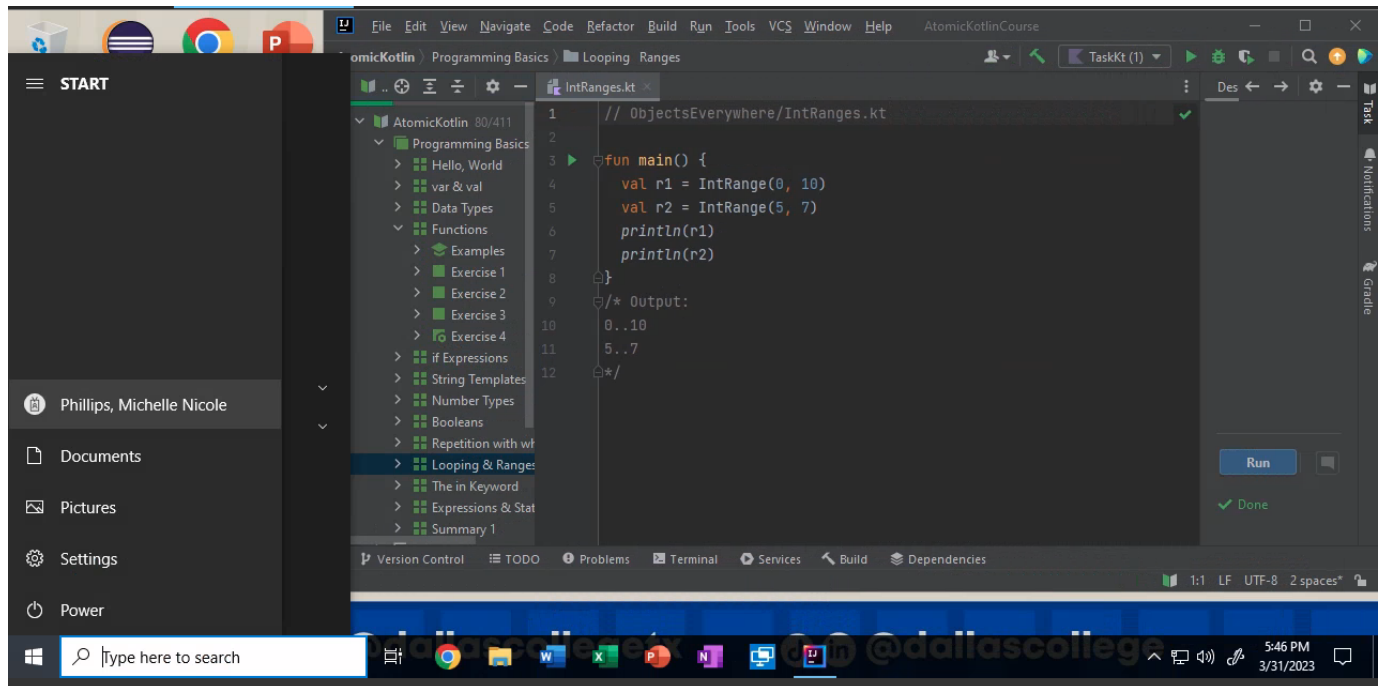 File Edit View Navigate Code Refactor Build Run Tools VCS Window Help AtomicKotlinCourse
omicKotlin Programming Basics Looping Ranges TaskKt (1)
START
IntRanges.kt
Des
AtomicKotlin 80/411
Programming Basics
Hello, World
var & val
Data Types
Functions
Examples
Exercise 1
Exercise 2
Exercise 3
Exercise 4
if Expressions
String Templates
Number Types
Booleans
Repetition with wh
Looping & Ranges
The in Keyword
Expressions & Stat
Summary 1
1 // ObjectsEverywhere/IntRanges.kt
2
3 fun main() {
4 val r1 = IntRange(0, 10)
5 val r2 = IntRange(5, 7)
6 println(r1)
7 println(r2)
8 }
9 /* Output:
10 0..10
11 5..7
12 */
Task
Notifications
Gradle
Run
Done
Phillips, Michelle Nicole
Documents
Pictures
Settings
Power
Version Control TODO Problems Terminal Services Build Dependencies
1:1 LF UTF-8 2 spaces*
@dallascollegetx @dallascollege
Type here to search
5:46 PM
3/31/2023